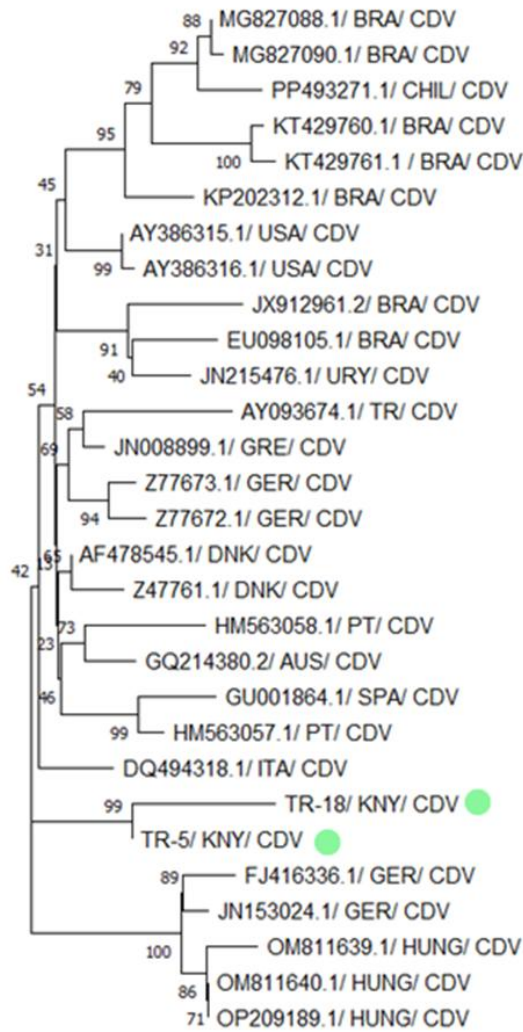 88 MG827088.1/ BRA/ CDV
92 MG827090.1/ BRA/ CDV
79 PP493271.1/ CHIL/ CDV
95 KT429760.1/ BRA/ CDV
100 KT429761.1 / BRA/ CDV
45 KP202312.1/ BRA/ CDV
31 AY386315.1/ USA/ CDV
99 AY386316.1/ USA/ CDV
JX912961.2/ BRA/ CDV
91 EU098105.1/ BRA/ CDV
40 JN215476.1/ URY/ CDV
54
58 AY093674.1/ TR/ CDV
69 JN008899.1/ GRE/ CDV
Z77673.1/ GER/ CDV
94 Z77672.1/ GER/ CDV
65 AF478545.1/ DNK/ CDV
42 13 Z47761.1/ DNK/ CDV
73 HM563058.1/ PT/ CDV
23 GQ214380.2/ AUS/ CDV
46 GU001864.1/ SPA/ CDV
99 HM563057.1/ PT/ CDV
DQ494318.1/ ITA/ CDV
99 TR-18/ KNY/ CDV
TR-5/ KNY/ CDV
89 FJ416336.1/ GER/ CDV
JN153024.1/ GER/ CDV
100 OM811639.1/ HUNG/ CDV
86 OM811640.1/ HUNG/ CDV
71 OP209189.1/ HUNG/ CDV